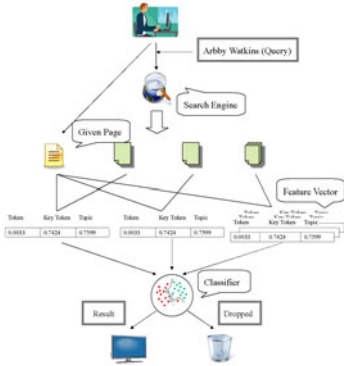 Arbby Watkins (Query)
Search Engine
Given Page
Feature Vector
Token Key Token Topic
0.0033 0.7424 0.7599
Token Key Token Topic
0.0033 0.7424 0.7599
Token Key Token Topic
0.0033 0.7424 0.7599
Classifier
Result
Dropped